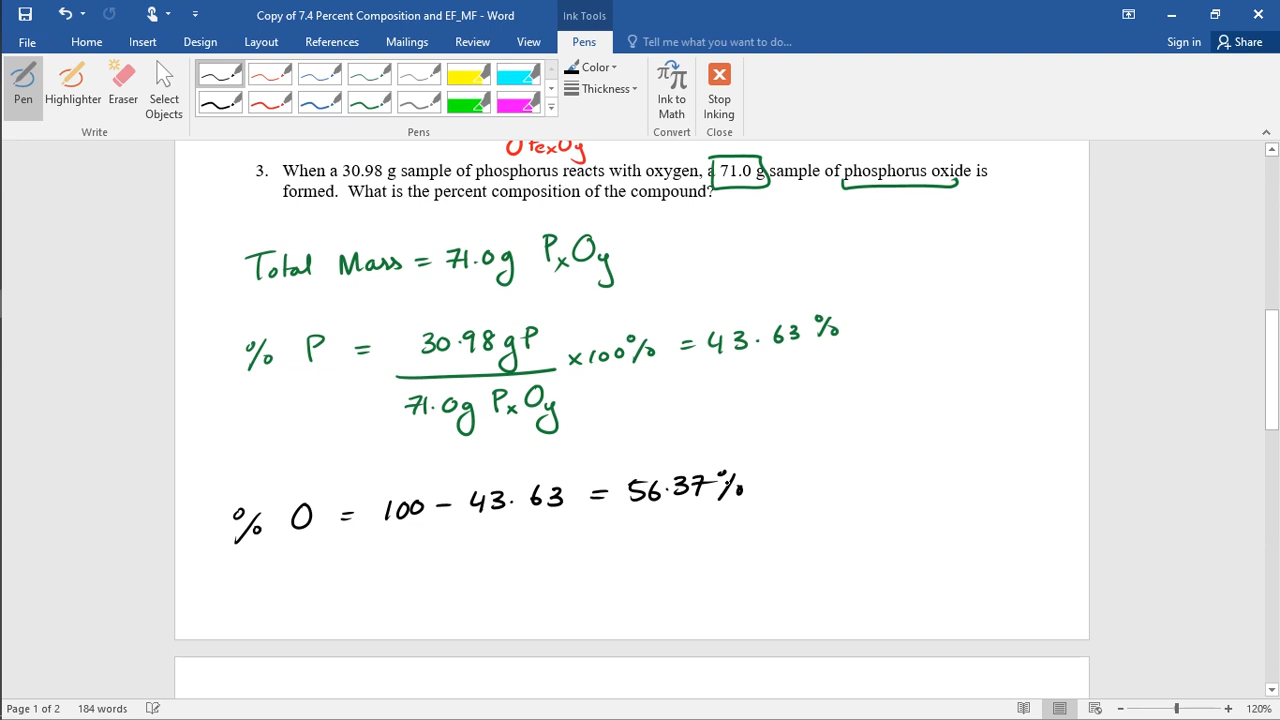 Copy of 7.4 Percent Composition and EF_MF - Word
Ink Tools
File Home Insert Design Layout References Mailings Review View Pens Tell me what you want to do... Sign in Share
Pen Highlighter Eraser Select Objects
Color
Thickness
Ink to Math
Stop Inking
Write Pens Convert Close
3. When a 30.98 g sample of phosphorus reacts with oxygen, a 71.0 g sample of phosphorus oxide is
formed. What is the percent composition of the compound?
Total Mass = 71.0g PxOy
% P = 30.98 g P / 71.0g PxOy x 100% = 43.63 %
% O = 100 - 43.63 = 56.37%
Page 1 of 2 184 words 120%